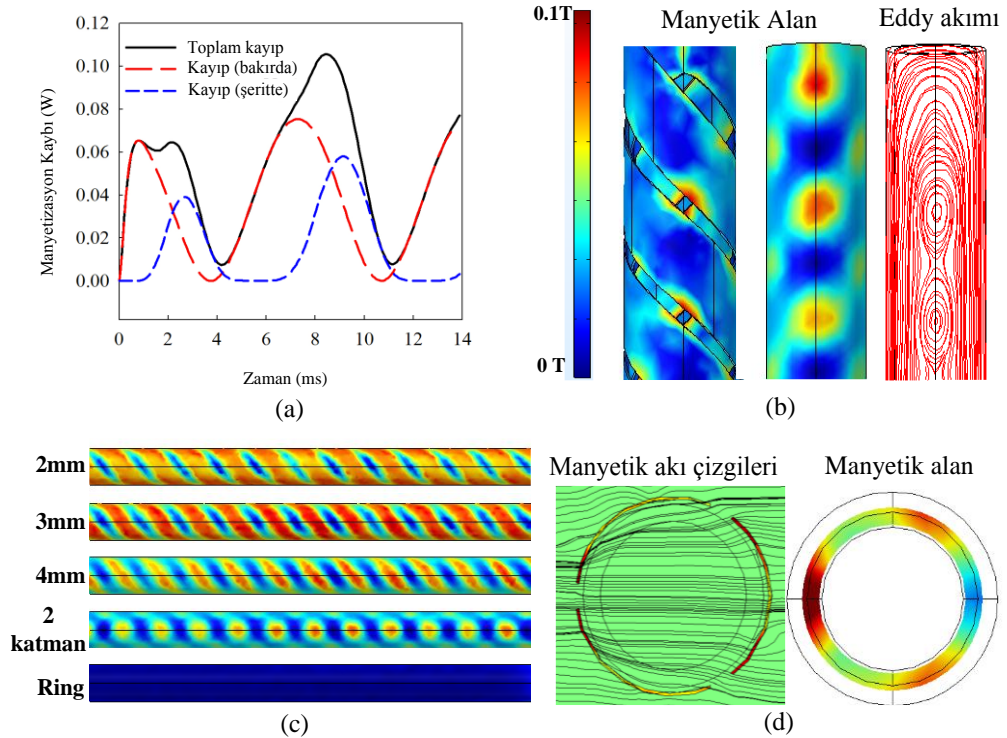 0.12
0.10
0.08
0.06
0.04
0.02
0.00
Manyetizasyon Kaybı (W)
Toplam kayıp
Kayıp (bakırda)
Kayıp (şeritte)
0 2 4 6 8 10 12 14
Zaman (ms)
(a)
0.1T
0 T
Manyetik Alan
Eddy akımı
(b)
2mm
3mm
4mm
2
katman
Ring
(c)
Manyetik akı çizgileri
Manyetik alan
(d)